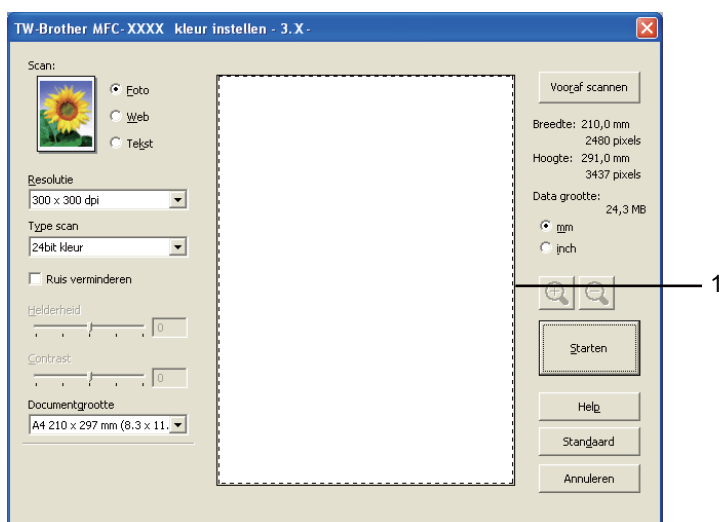 TW-Brother MFC-XXXX kleur instellen - 3.X-
Scan:
Foto
Web
Tekst
Resolutie
300 x 300 dpi
Type scan
24bit kleur
Ruis verminderen
Helderheid
0
Contrast
0
Documentgrootte
A4 210 x 297 mm (8.3 x 11.
Vooraf scannen
Breedte: 210,0 mm
2480 pixels
Hoogte: 291,0 mm
3437 pixels
Data grootte:
24,3 MB
mm
inch
1
Starten
Help
Standaard
Annuleren